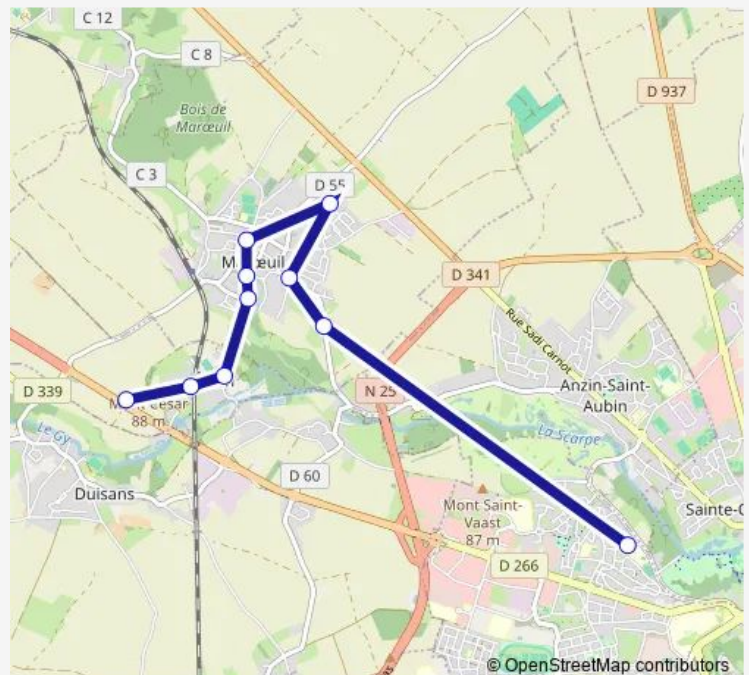 C 12
C 8
D 937
Bois de
Marœuil
C 3
D 55
D 341
Rue Sadi Carnot
D 339
88 m
Le Gy
N 25
Anzin-Saint-
Aubin
La Scarpe
Duisans
D 60
Mont Saint-
Vaast
87 m
Sainte-C
D 266
© OpenStreetMap contributors